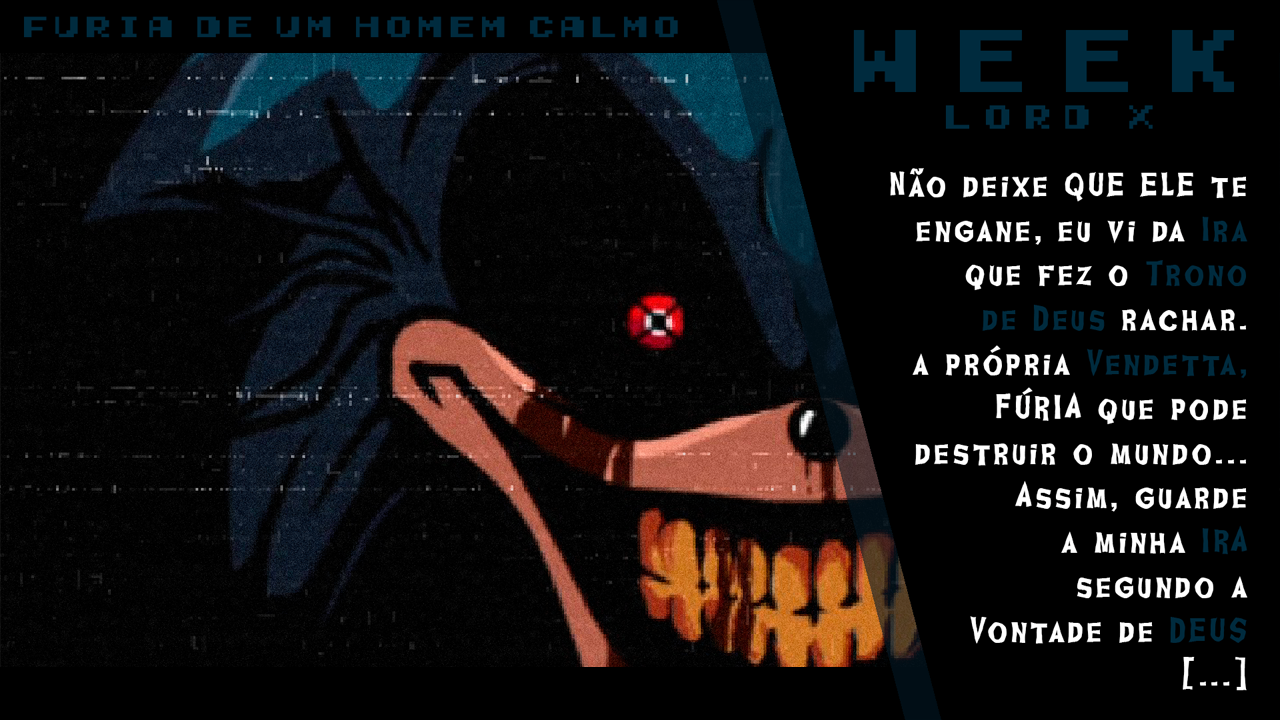 FURIA DE UM HOMEM CALMO
WEEK
LORD X
NÃO DEIXE QUE ELE TE
ENGANE, EU VI DA IRA
QUE FEZ O TRONO
DE DEUS RACHAR.
A PRÓPRIA VENDETTA,
FÚRIA QUE PODE
DESTRUIR O MUNDO...
ASSIM, GUARDE
A MINHA IRA
SEGUNDO A
VONTADE DE DEUS
[...]